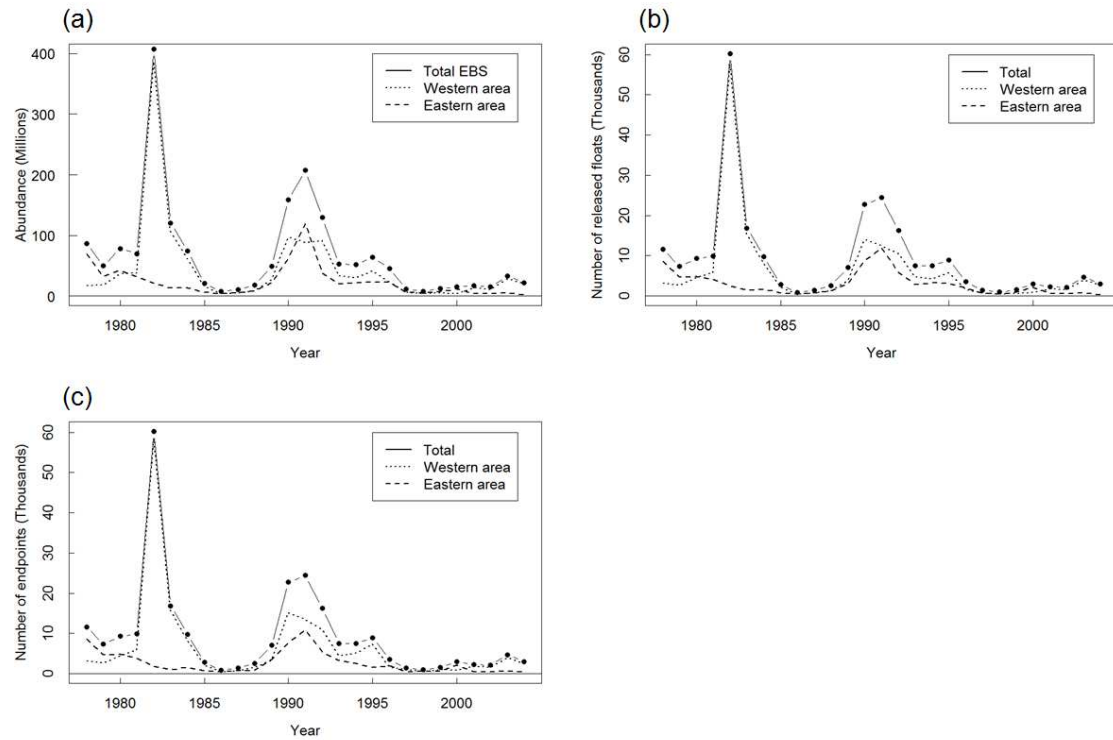 (a)
Abundance (Millions)
400
300
200
100
0
Total EBS
Western area
Eastern area
1980 1985 1990 1995 2000
Year
(b)
Number of released floats (Thousands)
60
50
40
30
20
10
0
Total
Western area
Eastern area
1980 1985 1990 1995 2000
Year
(c)
Number of endpoints (Thousands)
60
50
40
30
20
10
0
Total
Western area
Eastern area
1980 1985 1990 1995 2000
Year